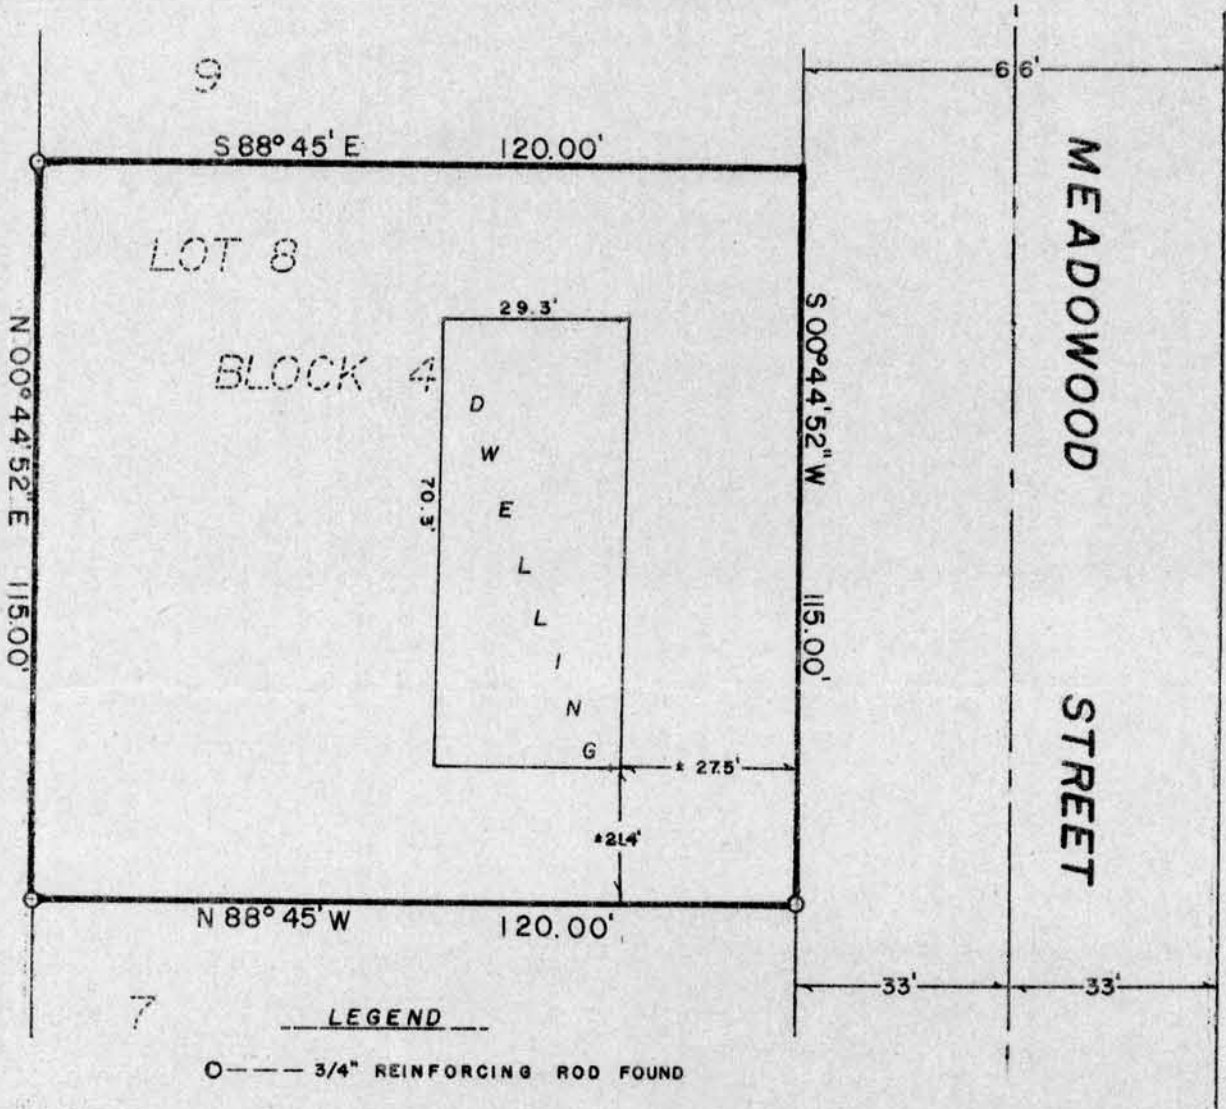 9
66'
S 88° 45' E 120.00'
LOT 8
BLOCK 4
29.3'
70.3'
DWELLING
N 00° 44' 52" E 115.00'
S 00° 44' 52" W 115.00'
MEADOWOOD STREET
± 27.5'
±21.4'
N 88° 45' W 120.00'
33' 33'
7
LEGEND
O---- 3/4" REINFORCING ROD FOUND